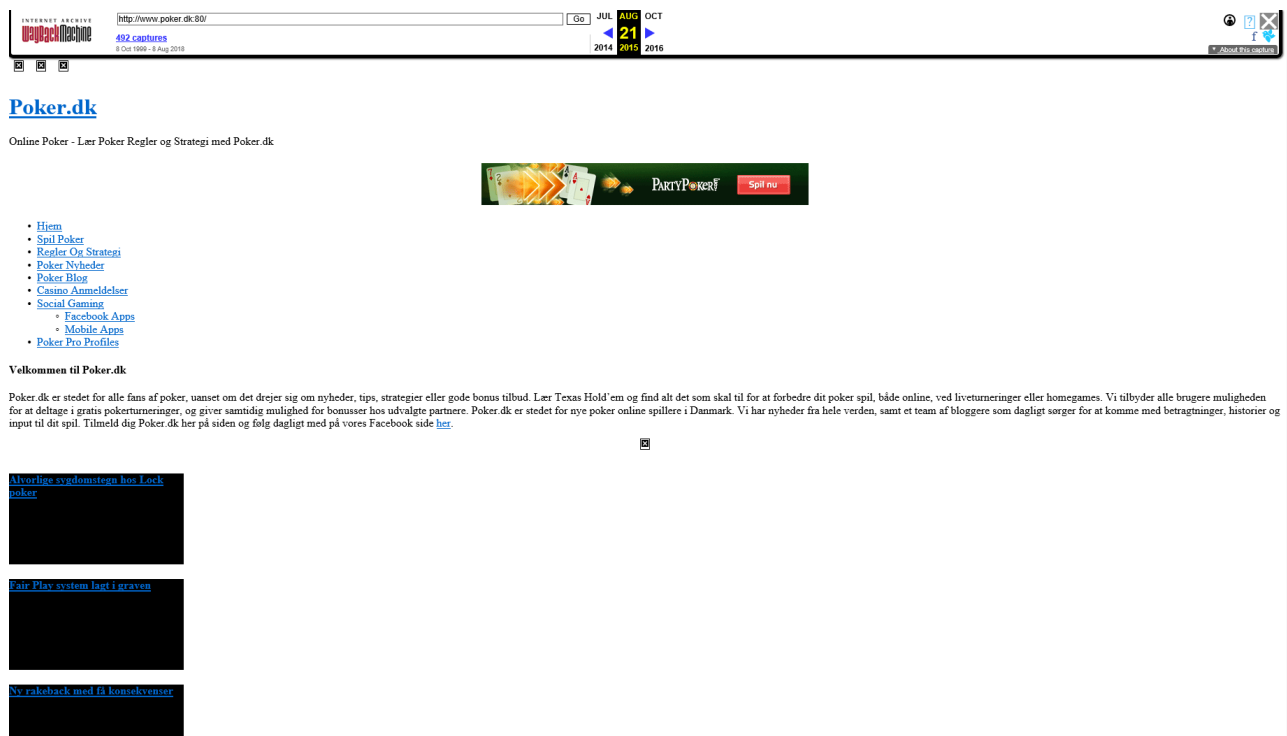 INTERNET ARCHIVE
WayBackMachine
http://www.poker.dk:80/
Go
JUL AUG OCT
492 captures
21
8 Oct 1999 - 8 Aug 2018
2014 2015 2016
?
f
▼ About this capture
Poker.dk
Online Poker - Lær Poker Regler og Strategi med Poker.dk
PARTYPOKER
Spil nu
• Hjem
• Spil Poker
• Regler Og Strategi
• Poker Nyheder
• Poker Blog
• Casino Anmeldelser
• Social Gaming
◦ Facebook Apps
◦ Mobile Apps
• Poker Pro Profiles
Velkommen til Poker.dk
Poker.dk er stedet for alle fans af poker, uanset om det drejer sig om nyheder, tips, strategier eller gode bonus tilbud. Lær Texas Hold’em og find alt det som skal til for at forbedre dit poker spil, både online, ved liveturneringer eller homegames. Vi tilbyder alle brugere muligheden
for at deltage i gratis pokerturneringer, og giver samtidig mulighed for bonusser hos udvalgte partnere. Poker.dk er stedet for nye poker online spillere i Danmark. Vi har nyheder fra hele verden, samt et team af bloggere som dagligt sørger for at komme med betragtninger, historier og
input til dit spil. Tilmeld dig Poker.dk her på siden og følg dagligt med på vores Facebook side her.
Alvorlige sygdomstegn hos Lock
poker
Fair Play system lagt i graven
Ny rakeback med få konsekvenser